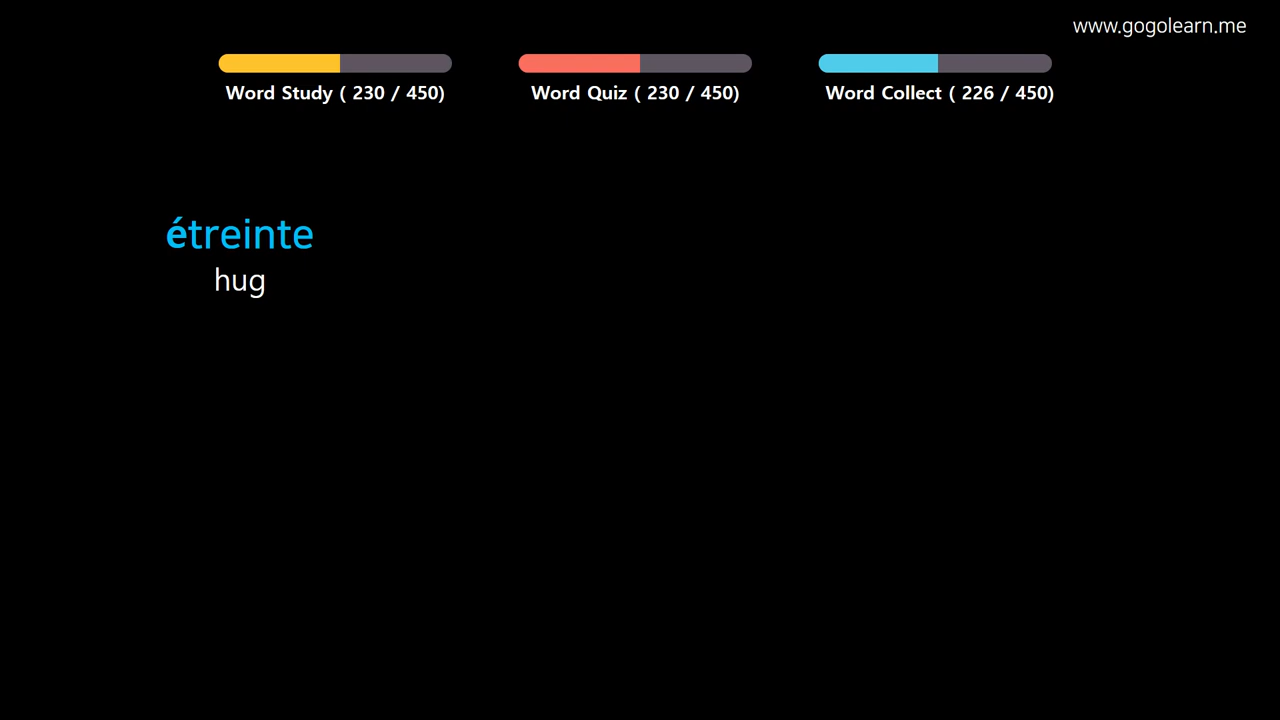 www.gogolearn.me
Word Study ( 230 / 450)
Word Quiz ( 230 / 450)
Word Collect ( 226 / 450)
étreinte
hug